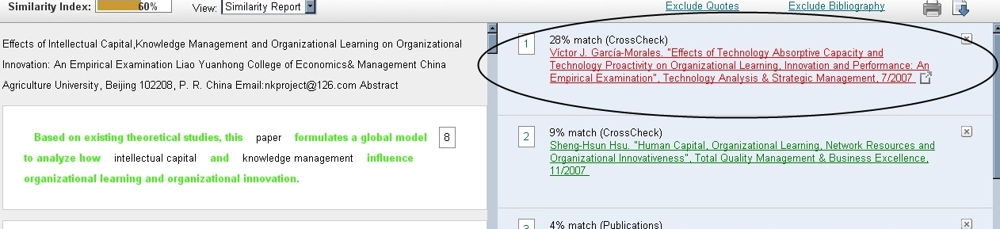 Similarity Index: 60% View: Similarity Report Exclude Quotes Exclude Bibliography
Effects of Intellectual Capital,Knowledge Management and Organizational Learning on Organizational
Innovation: An Empirical Examination Liao Yuanhong College of Economics& Management China
Agriculture University, Beijing 102208, P. R. China Email:nkproject@126.com Abstract
Based on existing theoretical studies, this paper formulates a global model 8
to analyze how intellectual capital and knowledge management influence
organizational learning and organizational innovation.
1 28% match (CrossCheck)
Víctor J. García-Morales. "Effects of Technology Absorptive Capacity and
Technology Proactivity on Organizational Learning, Innovation and Performance: An
Empirical Examination", Technology Analysis & Strategic Management, 7/2007
2 9% match (CrossCheck)
Sheng-Hsun Hsu. "Human Capital, Organizational Learning, Network Resources and
Organizational Innovativeness", Total Quality Management & Business Excellence,
11/2007
3 4% match (Publications)